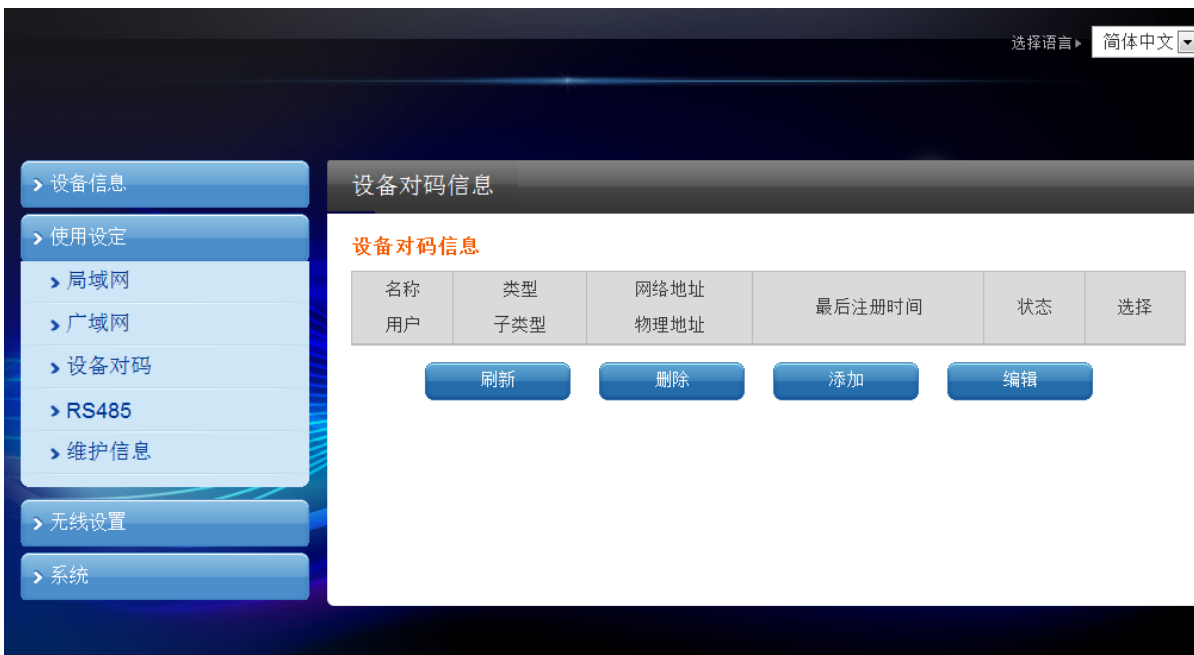 选择语言 简体中文
设备信息
使用设定
局域网
广域网
设备对码
RS485
维护信息
无线设置
系统
设备对码信息
设备对码信息
名称 类型 网络地址 最后注册时间 状态 选择
用户 子类型 物理地址
刷新 删除 添加 编辑